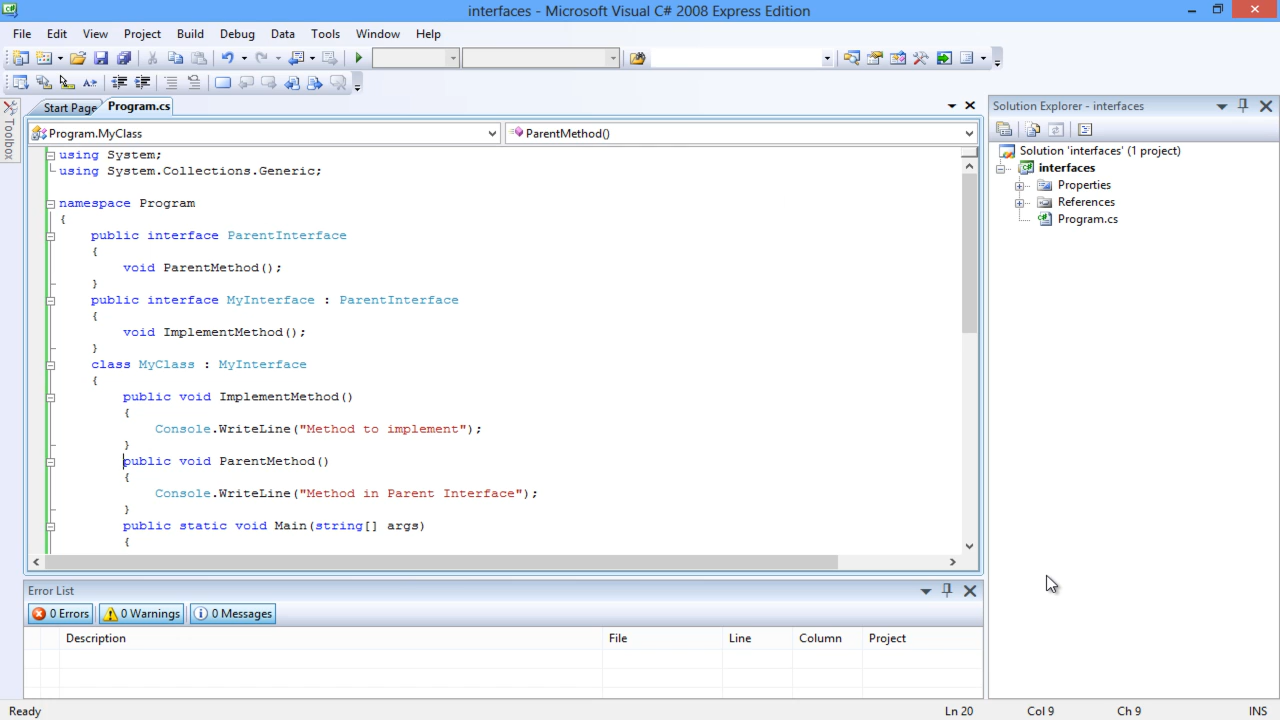 interfaces - Microsoft Visual C# 2008 Express Edition
File Edit View Project Build Debug Data Tools Window Help
Toolbox
Start Page Program.cs
Program.MyClass ParentMethod()
using System;
using System.Collections.Generic;
namespace Program
{
public interface ParentInterface
{
void ParentMethod();
}
public interface MyInterface : ParentInterface
{
void ImplementMethod();
}
class MyClass : MyInterface
{
public void ImplementMethod()
{
Console.WriteLine("Method to implement");
}
public void ParentMethod()
{
Console.WriteLine("Method in Parent Interface");
}
public static void Main(string[] args)
{
Solution Explorer - interfaces
Solution 'interfaces' (1 project)
interfaces
Properties
References
Program.cs
Error List
0 Errors 0 Warnings 0 Messages
Description File Line Column Project
Ready Ln 20 Col 9 Ch 9 INS